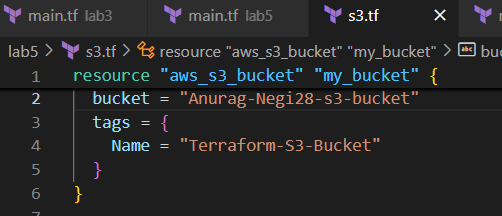 main.tf lab3 main.tf lab5 s3.tf ×
lab5 > s3.tf > resource "aws_s3_bucket" "my_bucket" > abc
1 resource "aws_s3_bucket" "my_bucket" {
2 bucket = "Anurag-Negi28-s3-bucket"
3 tags = {
4 Name = "Terraform-S3-Bucket"
5 }
6 }